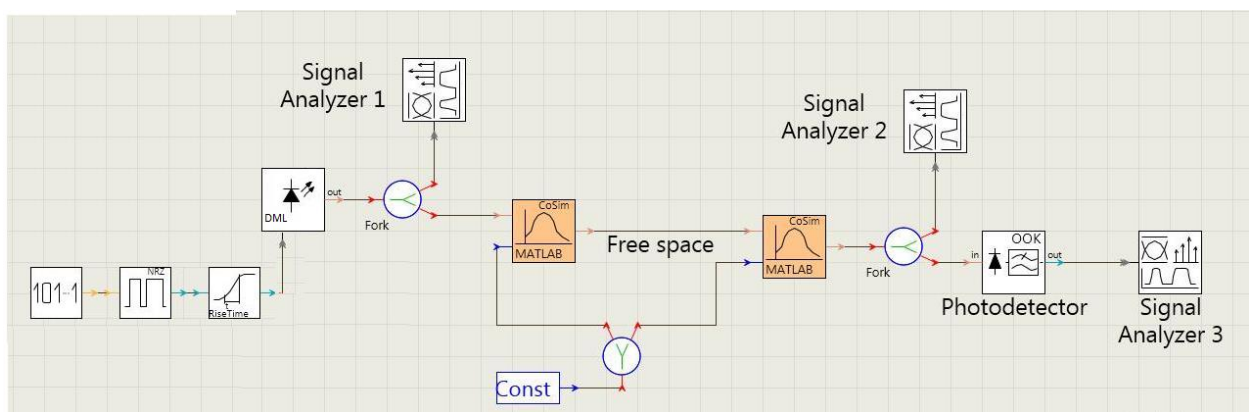 Signal
Analyzer 1
Signal
Analyzer 2
DML
out
Fork
CoSim
MATLAB
Free space
CoSim
MATLAB
Fork
in
OOK
out
Photodetector
Signal
Analyzer 3
101...1
NRZ
RiseTime
Const